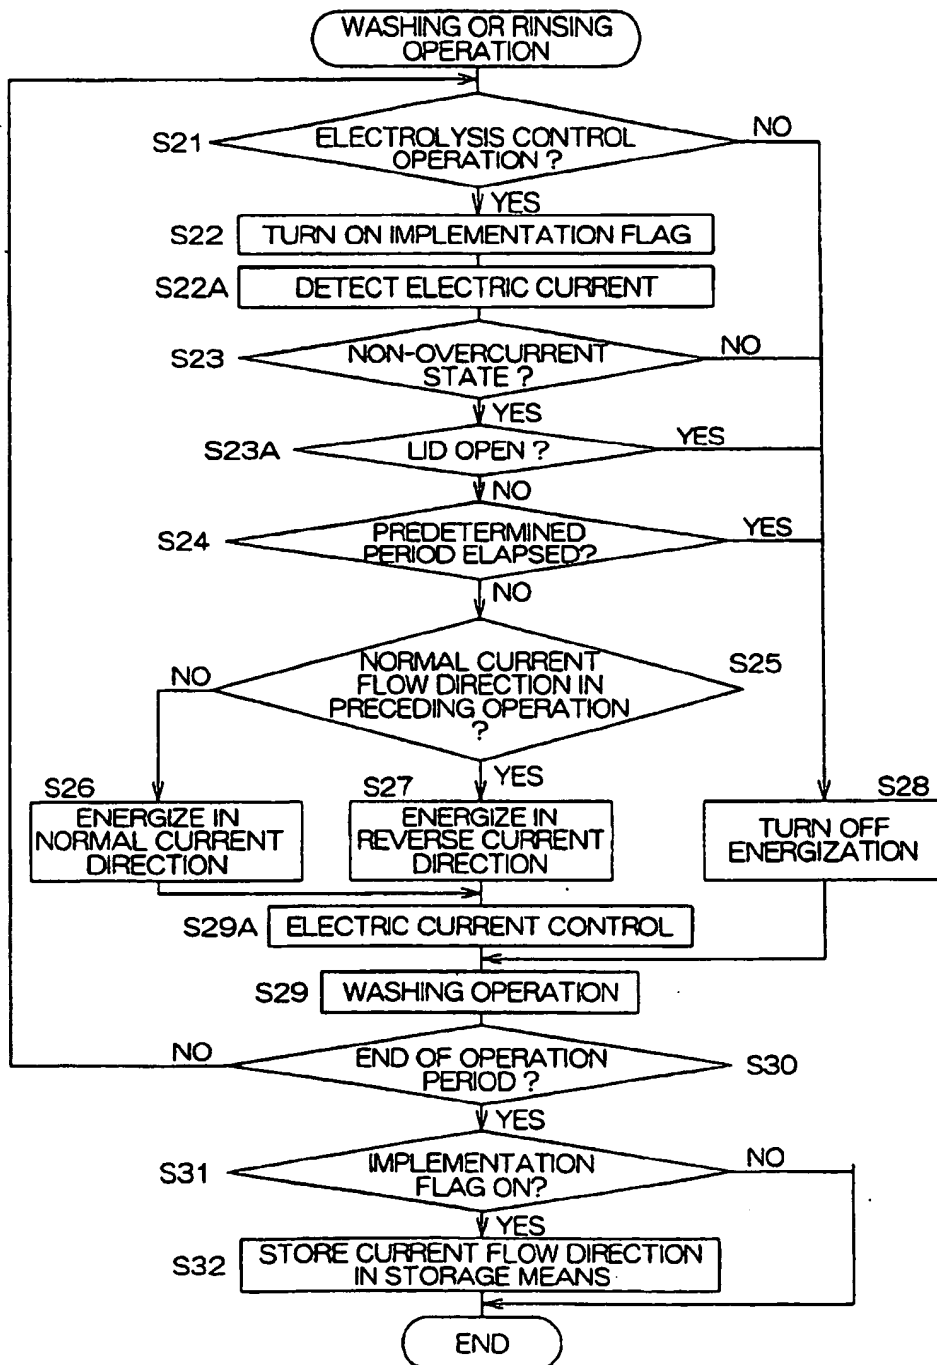 WASHING OR RINSING
OPERATION
S21
ELECTROLYSIS CONTROL
OPERATION ?
NO
YES
S22
TURN ON IMPLEMENTATION FLAG
S22A
DETECT ELECTRIC CURRENT
S23
NON-OVERCURRENT
STATE ?
NO
YES
S23A
LID OPEN ?
YES
NO
S24
PREDETERMINED
PERIOD ELAPSED?
YES
NO
NO
NORMAL CURRENT
FLOW DIRECTION IN
PRECEDING OPERATION
?
S25
YES
S26
ENERGIZE IN
NORMAL CURRENT
DIRECTION
S27
ENERGIZE IN
REVERSE CURRENT
DIRECTION
S28
TURN OFF
ENERGIZATION
S29A
ELECTRIC CURRENT CONTROL
S29
WASHING OPERATION
NO
END OF OPERATION
PERIOD ?
S30
YES
S31
IMPLEMENTATION
FLAG ON?
NO
YES
S32
STORE CURRENT FLOW DIRECTION
IN STORAGE MEANS
END